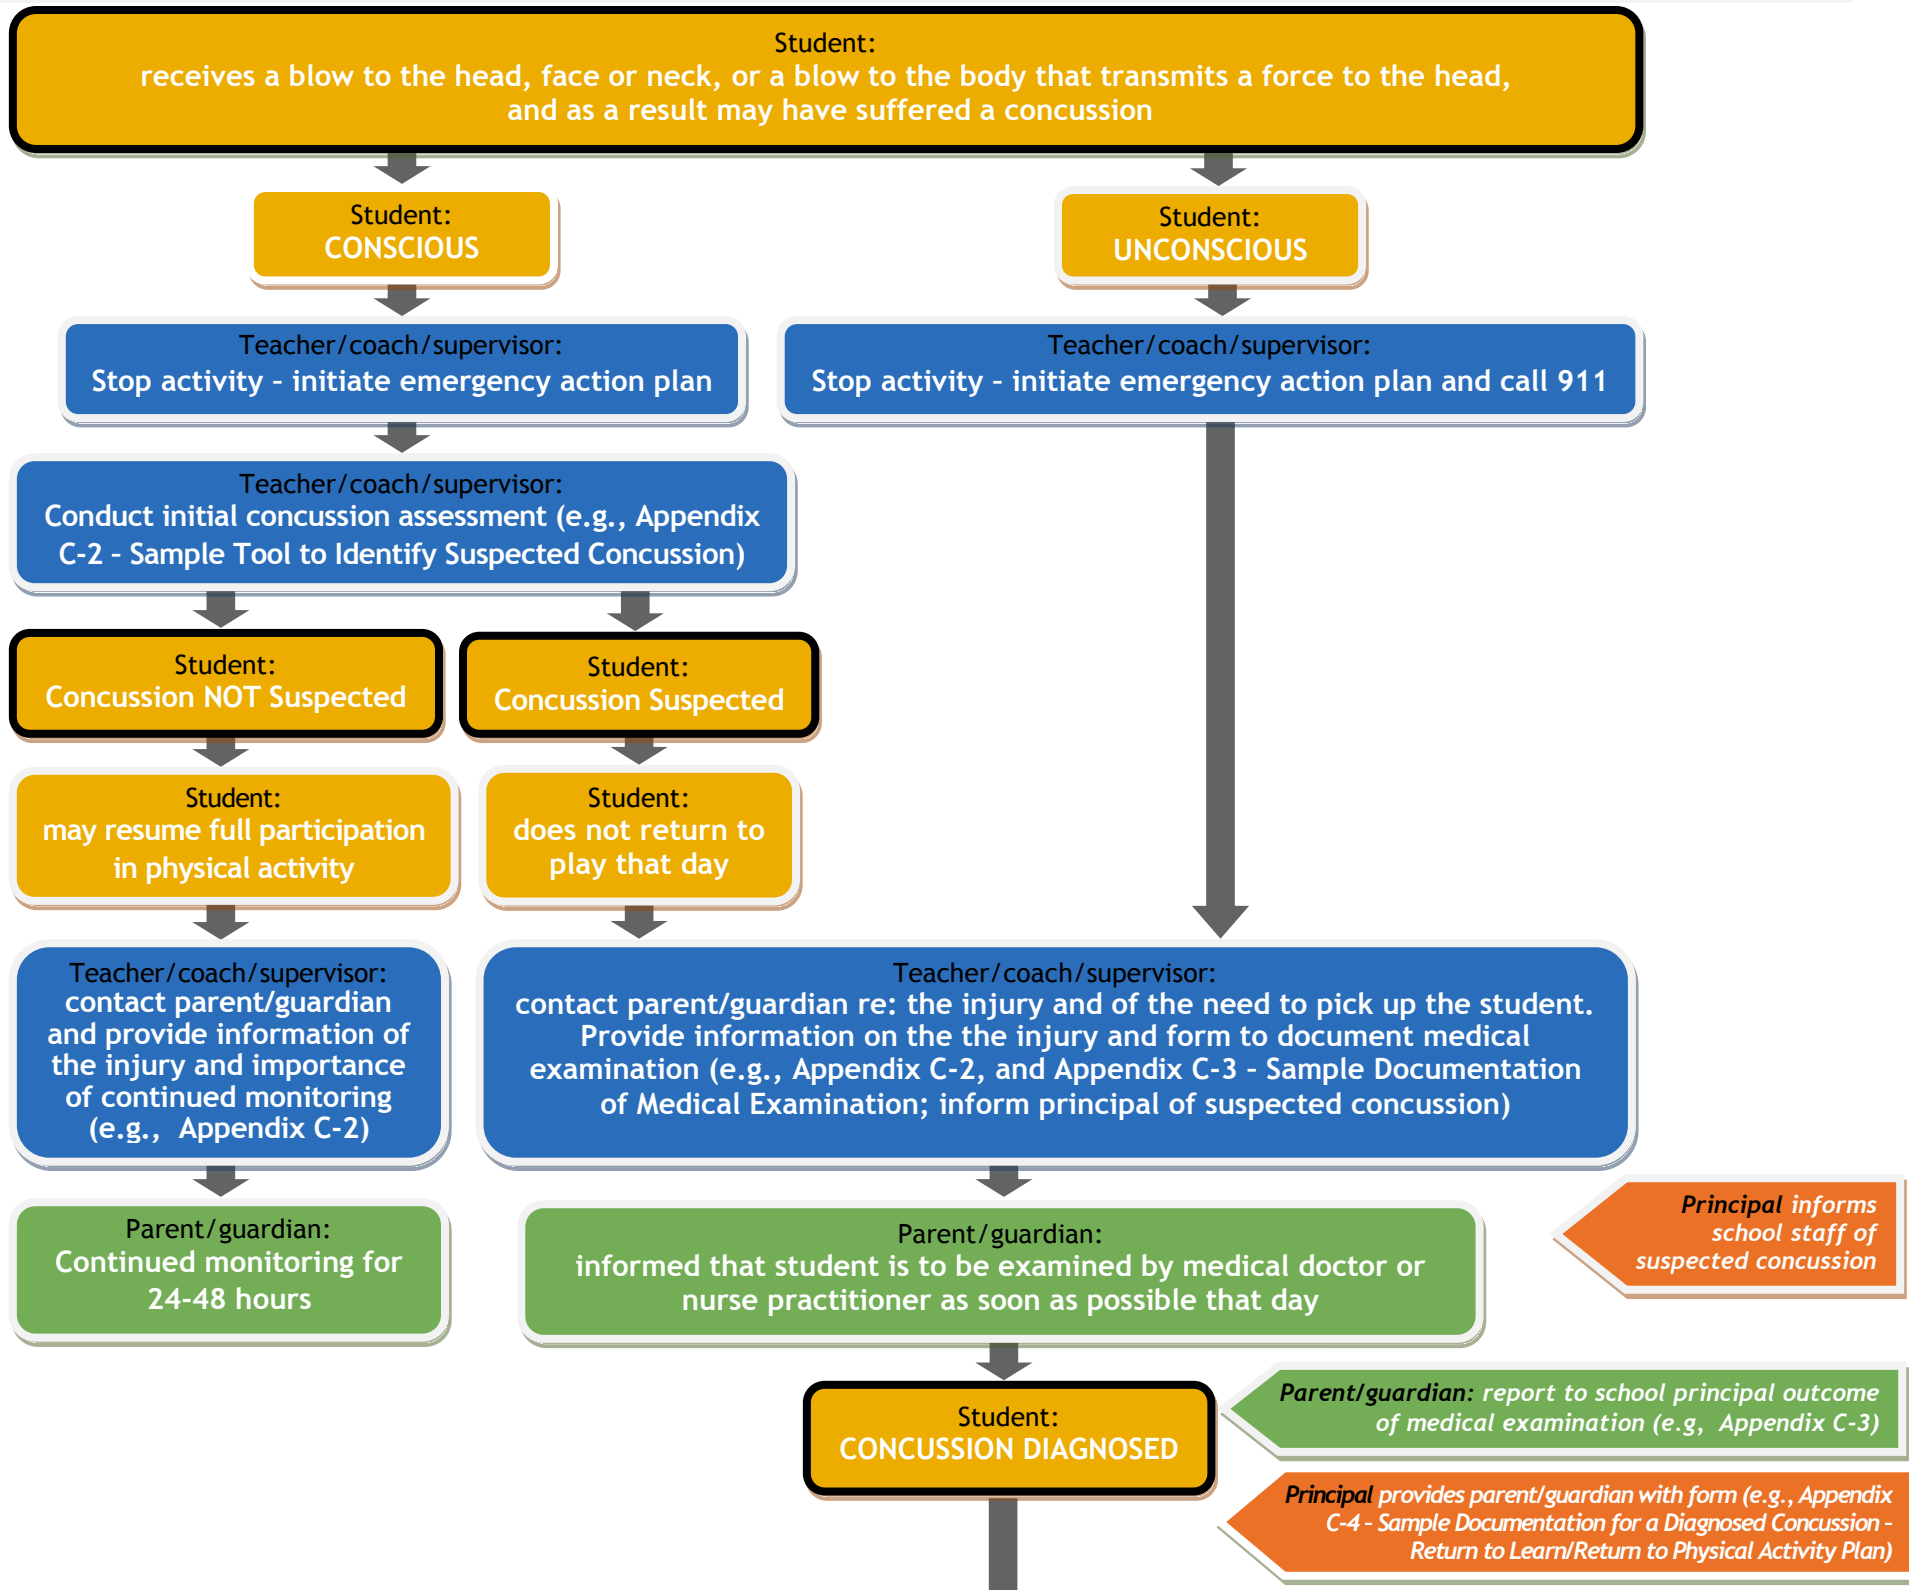 Student:
receives a blow to the head, face or neck, or a blow to the body that transmits a force to the head,
and as a result may have suffered a concussion
Student:
CONSCIOUS
Student:
UNCONSCIOUS
Teacher/coach/supervisor:
Stop activity – initiate emergency action plan
Teacher/coach/supervisor:
Stop activity – initiate emergency action plan and call 911
Teacher/coach/supervisor:
Conduct initial concussion assessment (e.g., Appendix
C-2 – Sample Tool to Identify Suspected Concussion)
Student:
Concussion NOT Suspected
Student:
Concussion Suspected
Student:
may resume full participation
in physical activity
Student:
does not return to
play that day
Teacher/coach/supervisor:
contact parent/guardian
and provide information of
the injury and importance
of continued monitoring
(e.g., Appendix C-2)
Teacher/coach/supervisor:
contact parent/guardian re: the injury and of the need to pick up the student.
Provide information on the the injury and form to document medical
examination (e.g., Appendix C-2, and Appendix C-3 – Sample Documentation
of Medical Examination; inform principal of suspected concussion)
Parent/guardian:
Continued monitoring for
24-48 hours
Parent/guardian:
informed that student is to be examined by medical doctor or
nurse practitioner as soon as possible that day
Principal informs
school staff of
suspected concussion
Student:
CONCUSSION DIAGNOSED
Parent/guardian: report to school principal outcome
of medical examination (e.g, Appendix C-3)
Principal provides parent/guardian with form (e.g., Appendix
C-4 – Sample Documentation for a Diagnosed Concussion –
Return to Learn/Return to Physical Activity Plan)